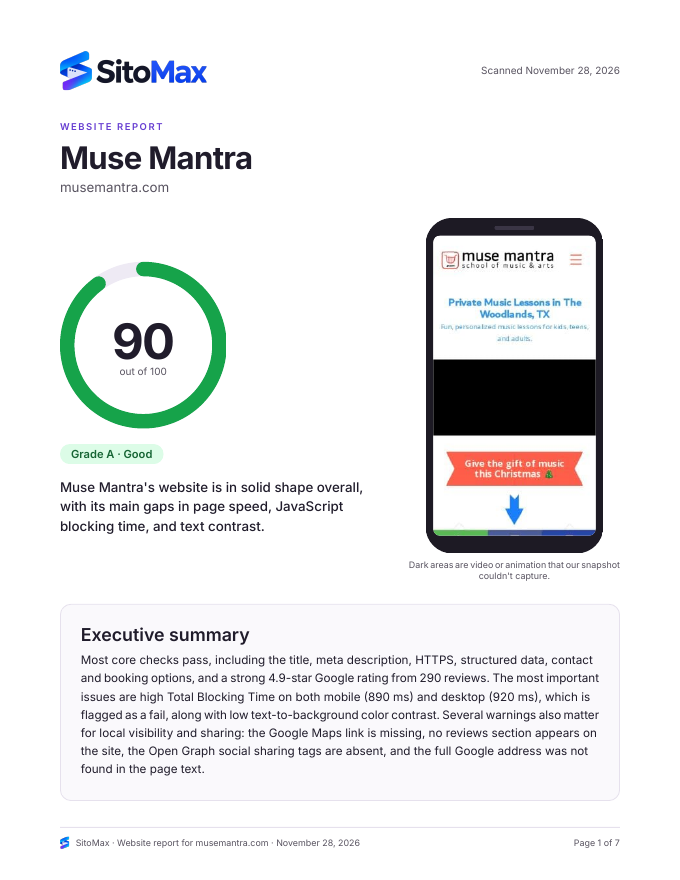 SitoMax
Scanned November 28, 2026
WEBSITE REPORT
Muse Mantra
musemantra.com
90
out of 100
Grade A · Good
Muse Mantra's website is in solid shape overall,
with its main gaps in page speed, JavaScript
blocking time, and text contrast.
muse mantra
school of music & arts
Private Music Lessons in The
Woodlands, TX
Fun, personalized music lessons for kids, teens,
and adults.
Give the gift of music
this Christmas 🎄
Dark areas are video or animation that our snapshot
couldn't capture.
Executive summary
Most core checks pass, including the title, meta description, HTTPS, structured data, contact
and booking options, and a strong 4.9-star Google rating from 290 reviews. The most important
issues are high Total Blocking Time on both mobile (890 ms) and desktop (920 ms), which is
flagged as a fail, along with low text-to-background color contrast. Several warnings also matter
for local visibility and sharing: the Google Maps link is missing, no reviews section appears on
the site, the Open Graph social sharing tags are absent, and the full Google address was not
found in the page text.
SitoMax · Website report for musemantra.com · November 28, 2026
Page 1 of 7